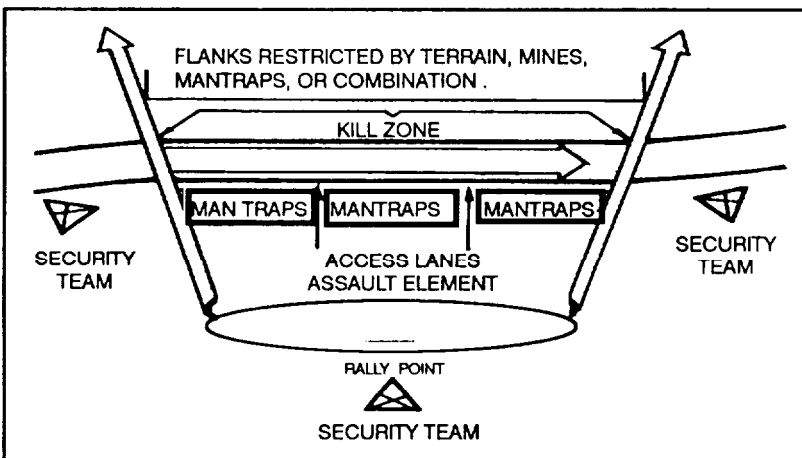 FLANKS RESTRICTED BY TERRAIN, MINES,
MANTRAPS, OR COMBINATION .
KILL ZONE
MAN TRAPS
MANTRAPS
MANTRAPS
SECURITY
TEAM
ACCESS LANES
ASSAULT ELEMENT
SECURITY
TEAM
RALLY POINT
SECURITY TEAM